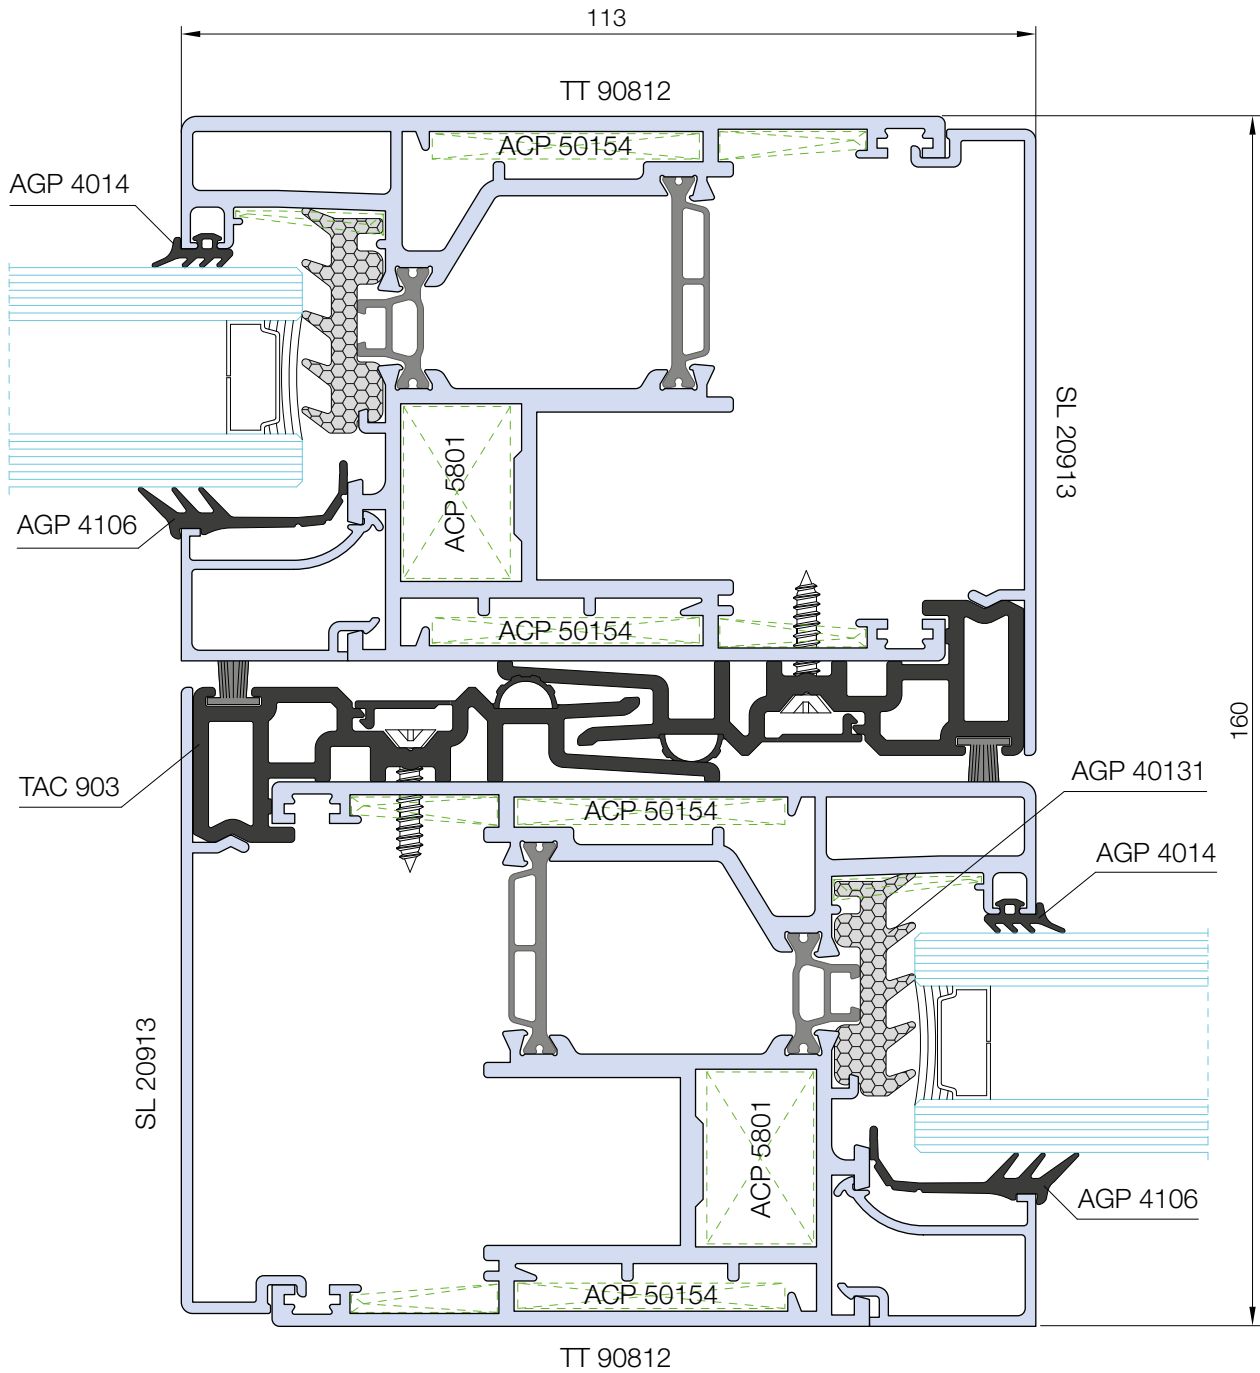 113
TT 90812
ACP 50154
AGP 4014
SL 20913
ACP 5801
AGP 4106
ACP 50154
160
TAC 903
AGP 40131
ACP 50154
AGP 4014
SL 20913
ACP 5801
AGP 4106
ACP 50154
TT 90812